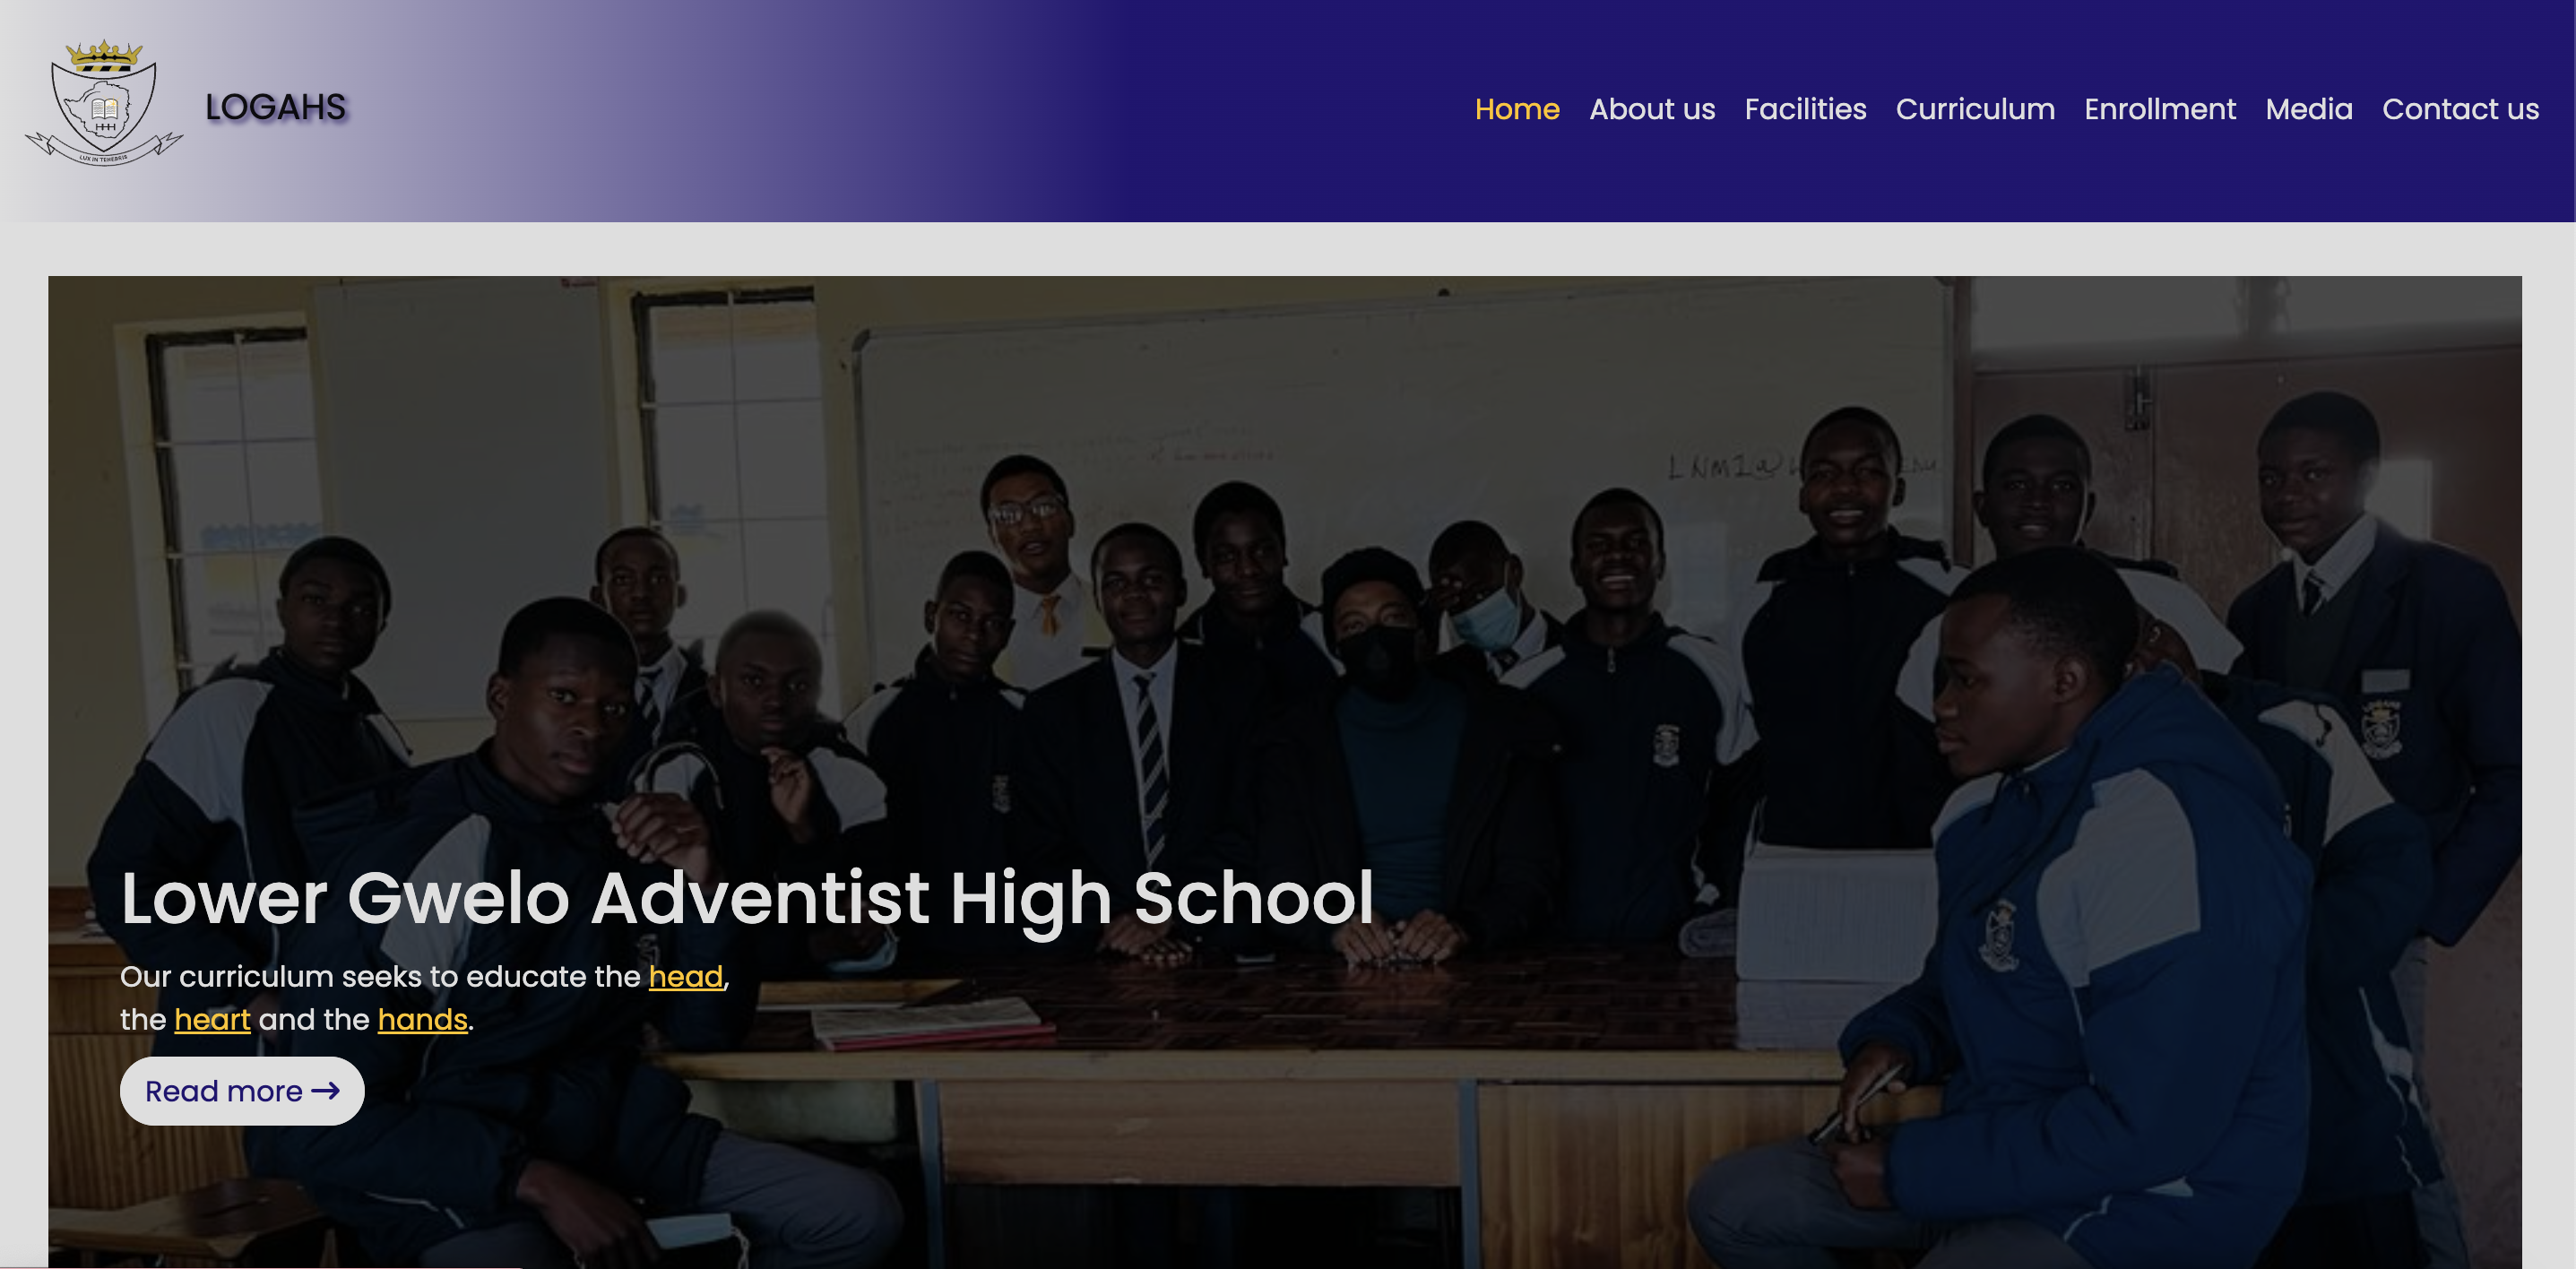 LUX IN TENEBRIS
LOGAHS
Home About us Facilities Curriculum Enrollment Media Contact us
Lower Gwelo Adventist High School
Our curriculum seeks to educate the head,
the heart and the hands.
Read more →